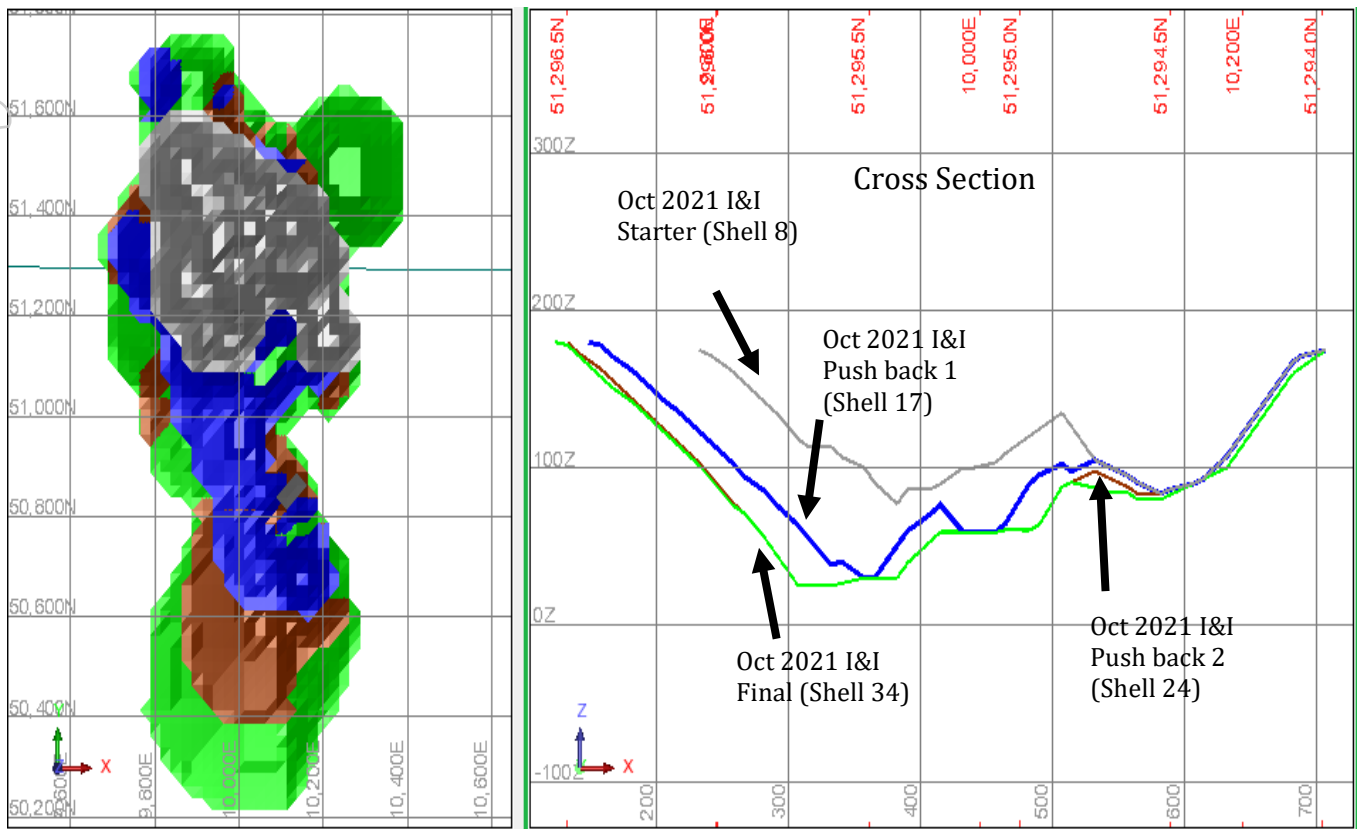 51,600N
51,400N
51,200N
51,000N
50,800N
50,600N
50,400N
50,200N
9,800E
10,000E
10,200E
10,400E
10,600E
X
51,296.5N
51,295.5N
10,000E
51,295.0N
51,294.5N
10,200E
51,294.0N
300Z
Cross Section
Oct 2021 I&I
Starter (Shell 8)
200Z
Oct 2021 I&I
Push back 1
(Shell 17)
100Z
0Z
Oct 2021 I&I
Push back 2
(Shell 24)
Oct 2021 I&I
Final (Shell 34)
Z
X
-100Z
200
300
400
500
600
700